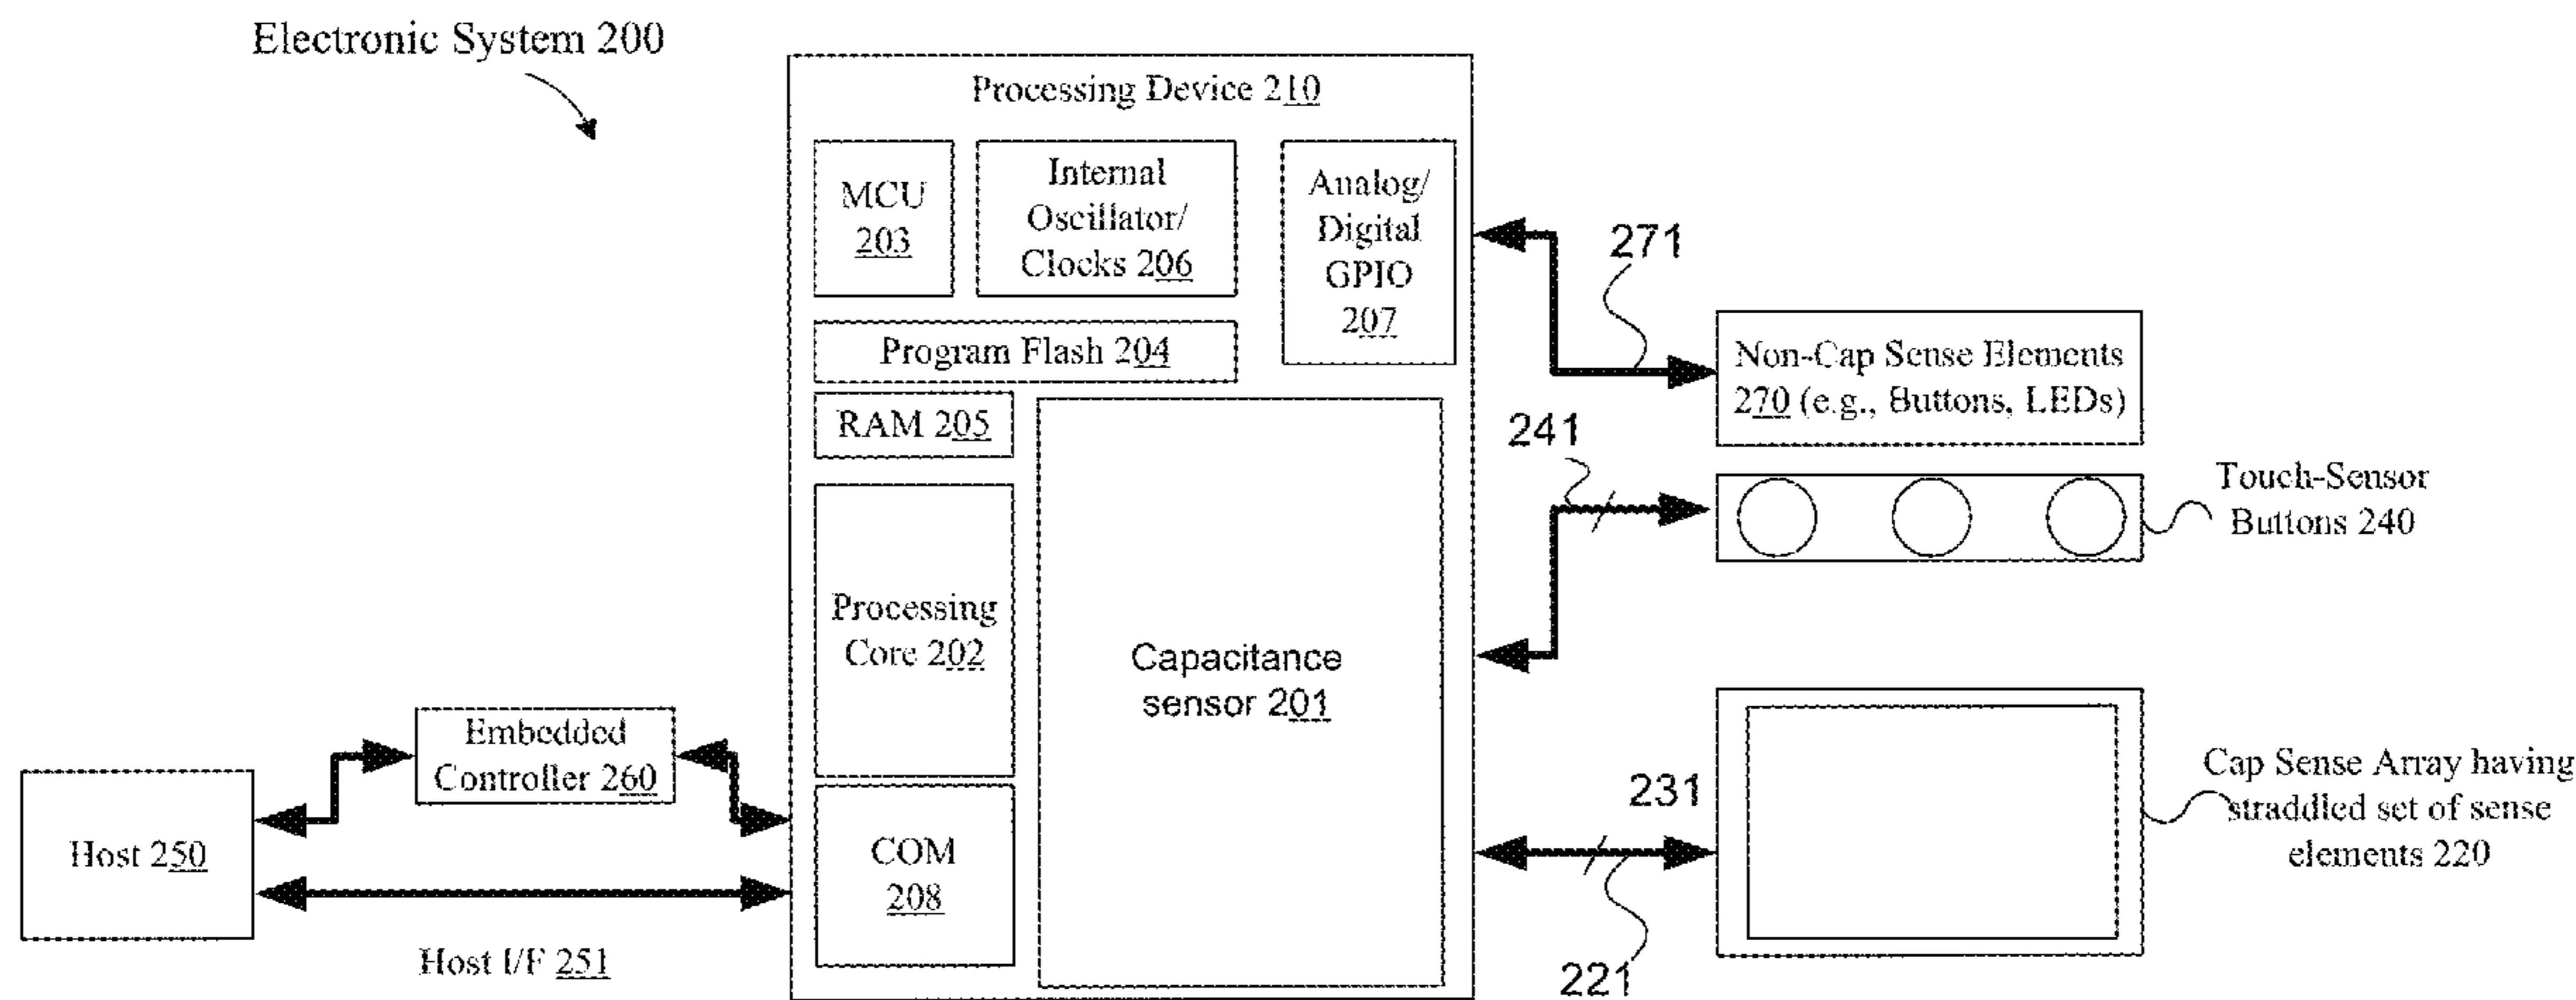 Electronic System 200
Processing Device 210
MCU
203
Internal
Oscillator/
Clocks 206
Analog/
Digital
GPIO
207
Program Flash 204
RAM 205
Processing
Core 202
Capacitance
sensor 201
COM
208
Embedded
Controller 260
Host 250
Host I/F 251
271
Non-Cap Sense Elements
270 (e.g., Buttons, LEDs)
241
Touch-Sensor
Buttons 240
231
Cap Sense Array having
straddled set of sense
elements 220
221